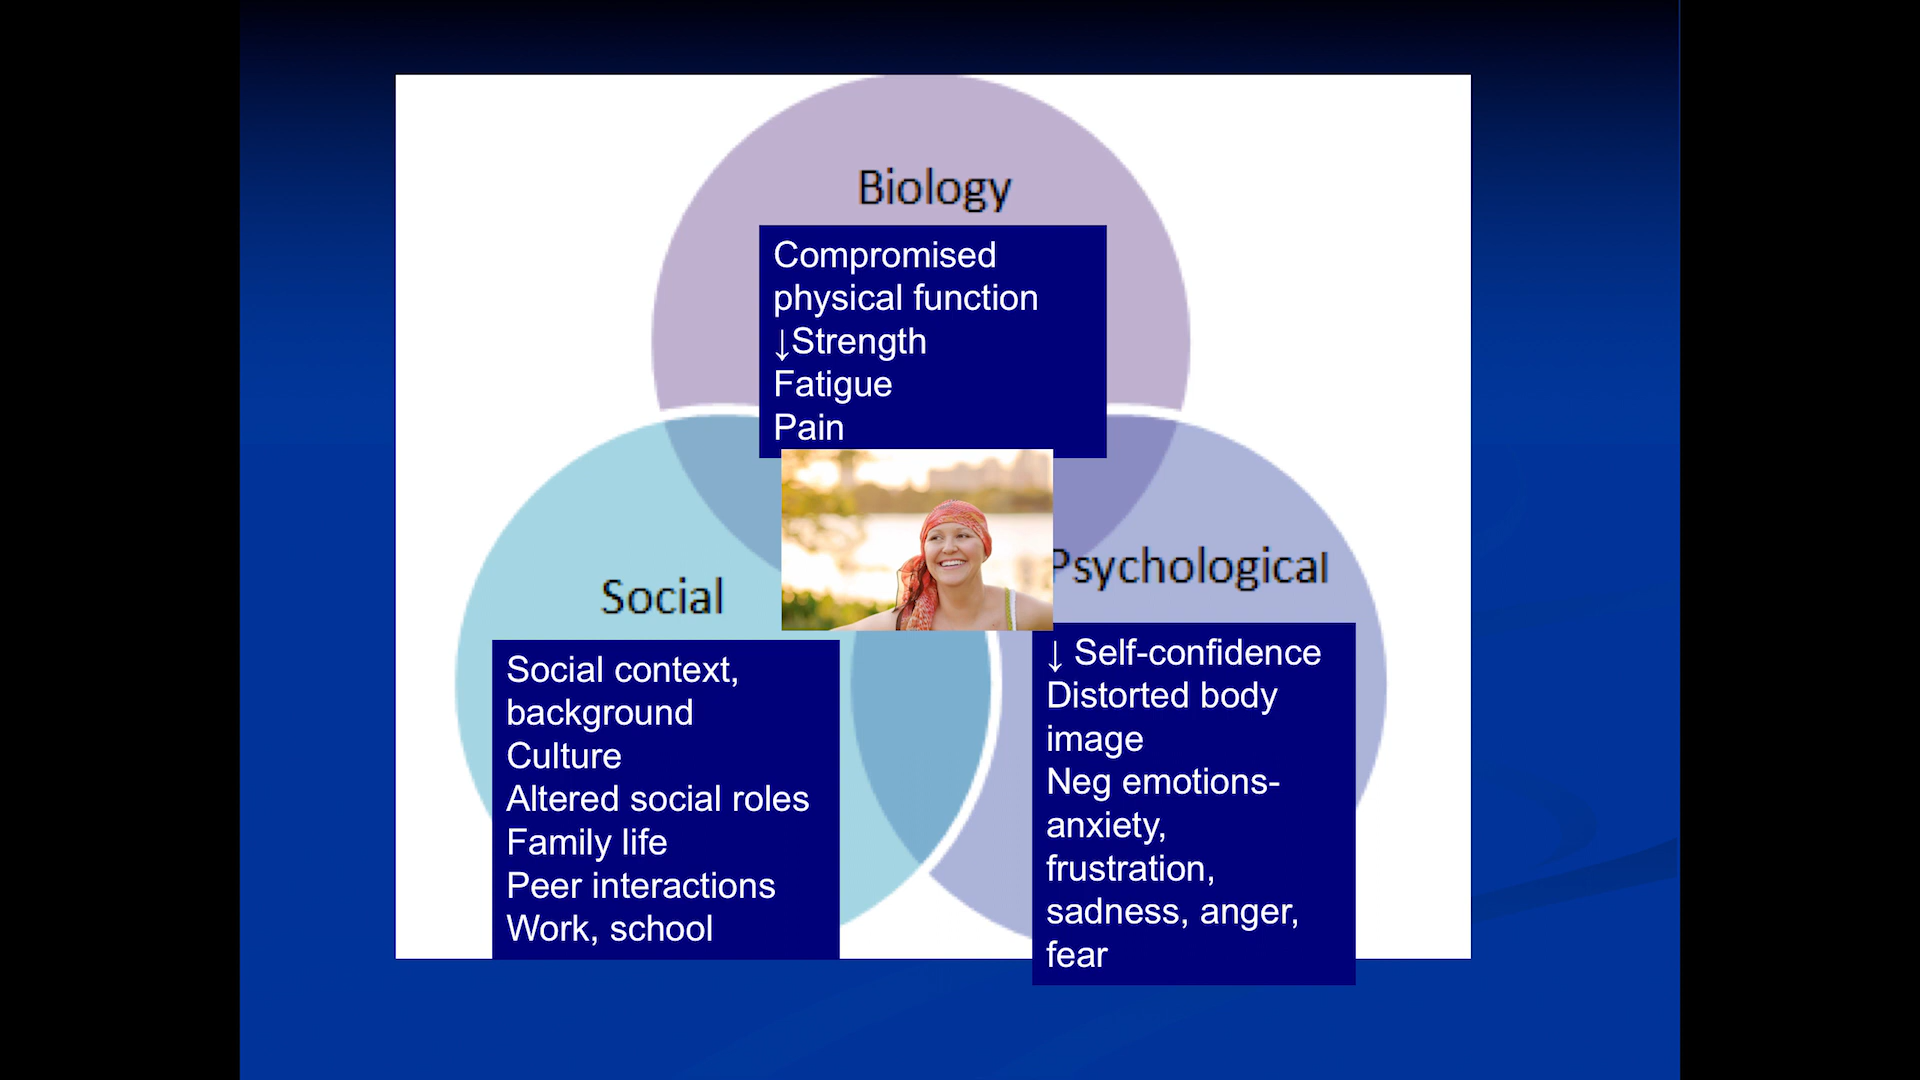 Biology
Compromised
physical function
↓Strength
Fatigue
Pain
Social
Social context,
background
Culture
Altered social roles
Family life
Peer interactions
Work, school
Psychological
↓ Self-confidence
Distorted body
image
Neg emotions-
anxiety,
frustration,
sadness, anger,
fear